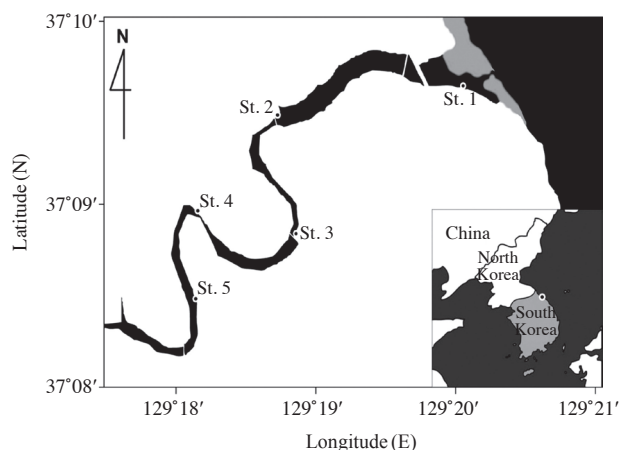 37°10′
N
St. 1
St. 2
Latitude (N)
37°09′
St. 4
St. 3
China
North
Korea
St. 5
South
Korea
37°08′
129°18′
129°19′
129°20′
129°21′
Longitude (E)